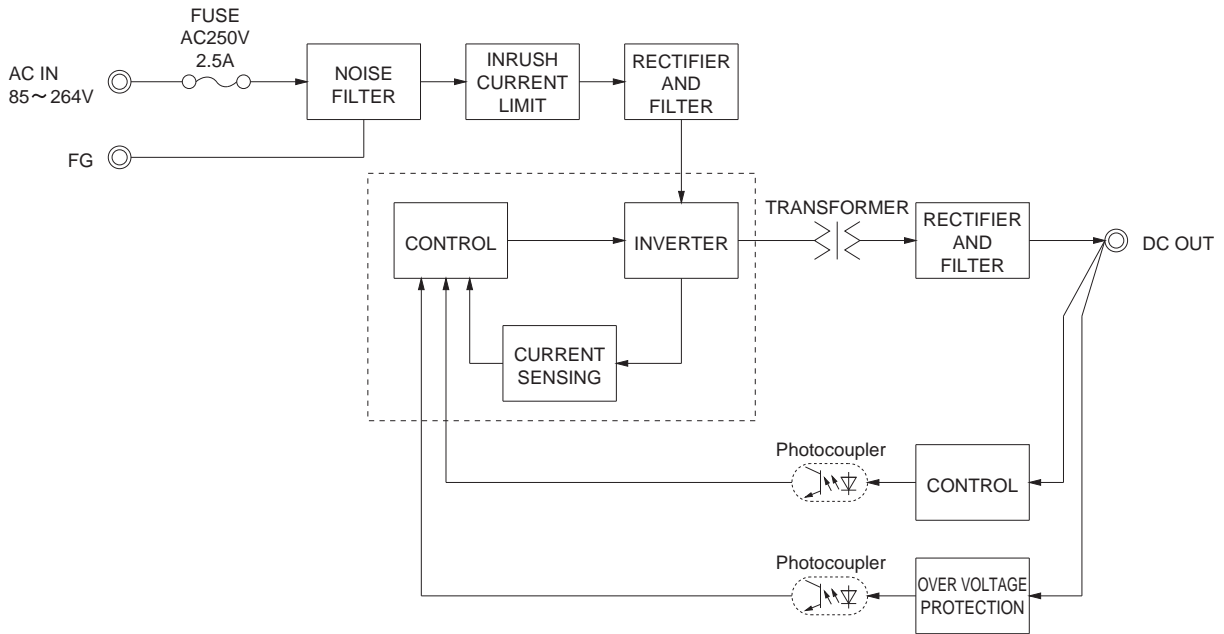 FUSE
AC250V
2.5A
AC IN
85～264V
NOISE
FILTER
INRUSH
CURRENT
LIMIT
RECTIFIER
AND
FILTER
FG
CONTROL
INVERTER
TRANSFORMER
RECTIFIER
AND
FILTER
DC OUT
CURRENT
SENSING
Photocoupler
CONTROL
Photocoupler
OVER VOLTAGE
PROTECTION